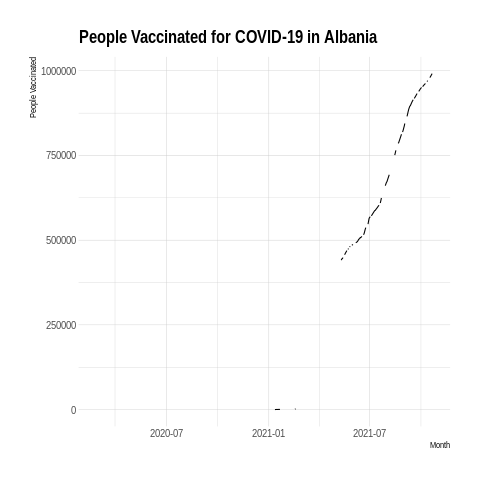 People Vaccinated for COVID-19 in Albania
People Vaccinated
1000000
750000
500000
250000
0
2020-07 2021-01 2021-07
Month